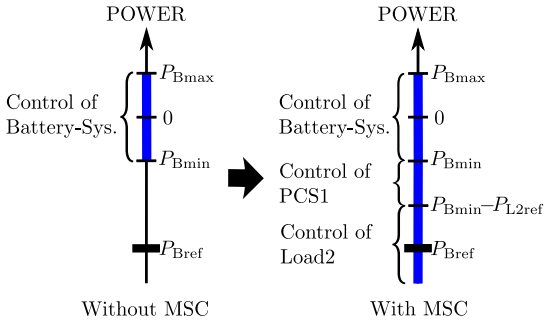 POWER
P_Bmax
Control of
Battery-Sys.
0
P_Bmin
P_Bref
Without MSC
POWER
P_Bmax
Control of
Battery-Sys.
0
P_Bmin
Control of
PCS1
P_Bmin−P_L2ref
Control of
Load2
P_Bref
With MSC